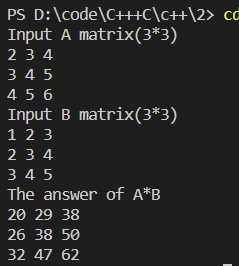 PS D:\code\C+++C\c++\2> cd
Input A matrix(3*3)
2 3 4
3 4 5
4 5 6
Input B matrix(3*3)
1 2 3
2 3 4
3 4 5
The answer of A*B
20 29 38
26 38 50
32 47 62